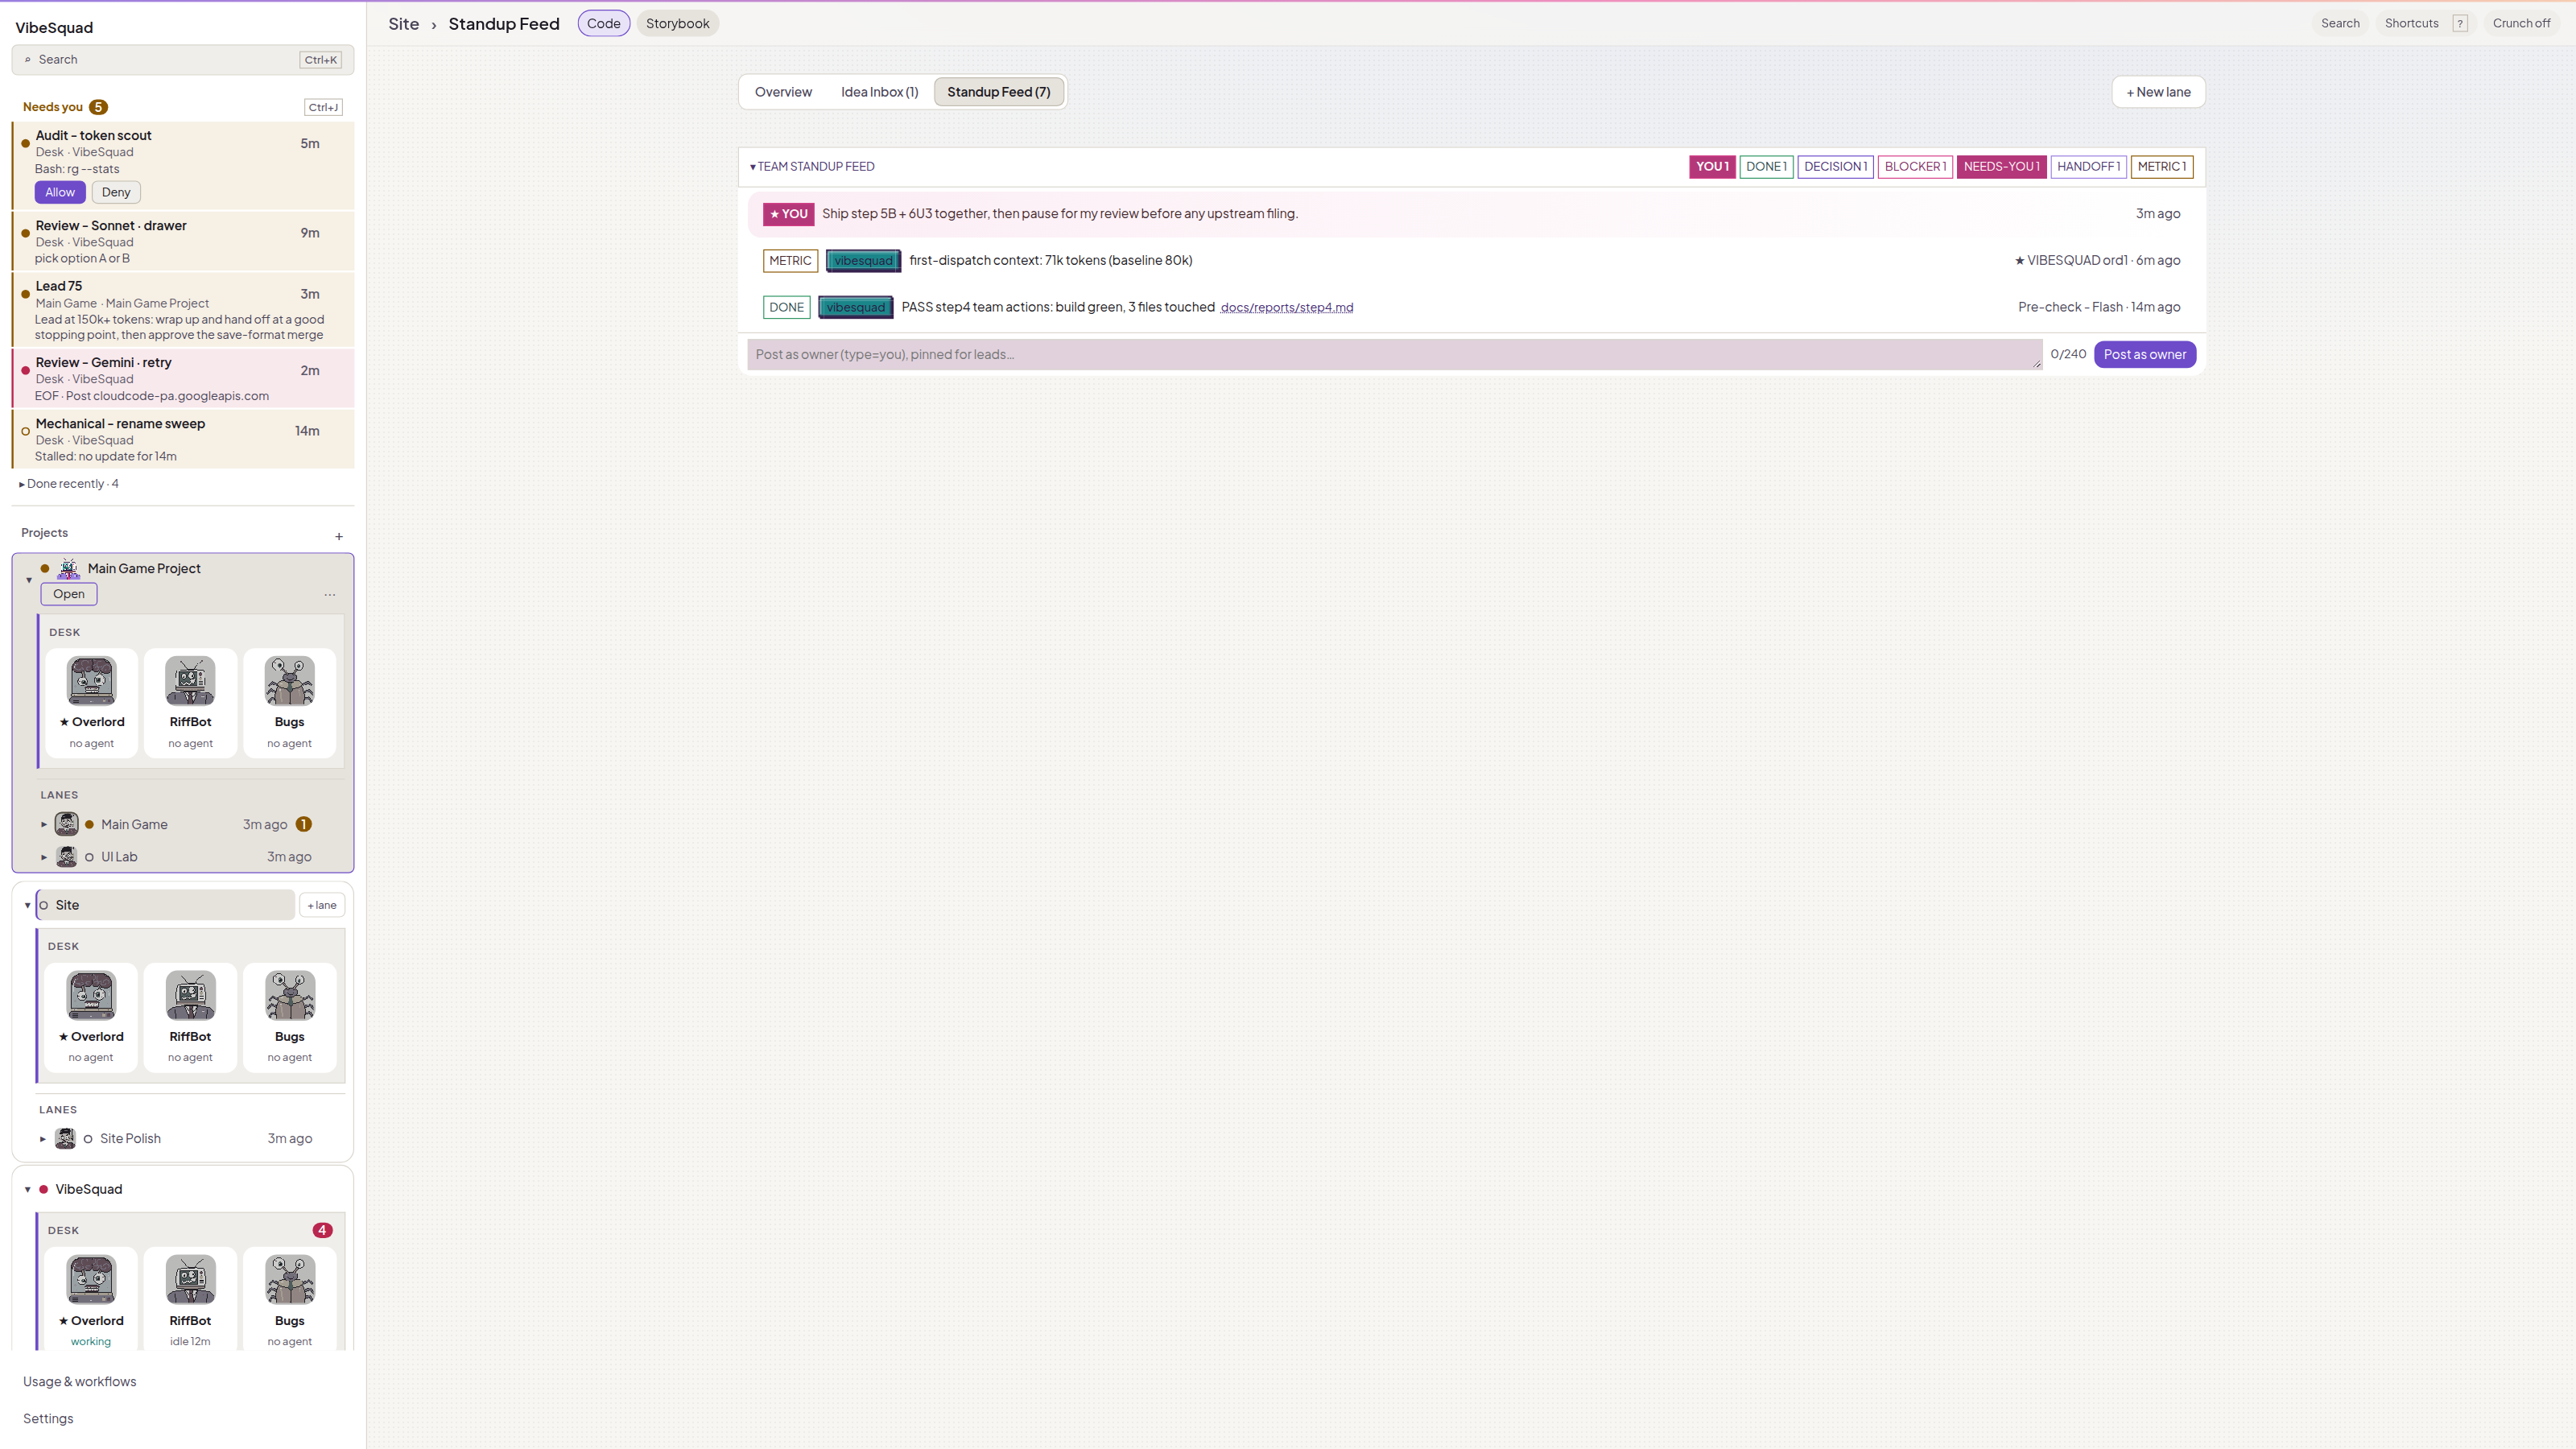 VibeSquad
Search Ctrl+K
Needs you 5 Ctrl+J
Audit – token scout 5m
Desk · VibeSquad
Bash: rg --stats
Allow Deny
Review – Sonnet · drawer 9m
Desk · VibeSquad
pick option A or B
Lead 75 3m
Main Game · Main Game Project
Lead at 150k+ tokens: wrap up and hand off at a good
stopping point, then approve the save-format merge
Review – Gemini · retry 2m
Desk · VibeSquad
EOF · Post cloudcode-pa.googleapis.com
Mechanical – rename sweep 14m
Desk · VibeSquad
Stalled: no update for 14m
▸ Done recently · 4
Projects +
Main Game Project
Open ...
DESK
★ Overlord RiffBot Bugs
no agent no agent no agent
LANES
Main Game 3m ago 1
UI Lab 3m ago
Site + lane
DESK
★ Overlord RiffBot Bugs
no agent no agent no agent
LANES
Site Polish 3m ago
VibeSquad
DESK 4
★ Overlord RiffBot Bugs
working idle 12m no agent
Usage & workflows
Settings
Site › Standup Feed Code Storybook Search Shortcuts ? Crunch off
Overview Idea Inbox (1) Standup Feed (7) + New lane
▾ TEAM STANDUP FEED YOU 1 DONE 1 DECISION 1 BLOCKER 1 NEEDS-YOU 1 HANDOFF 1 METRIC 1
★ YOU Ship step 5B + 6U3 together, then pause for my review before any upstream filing. 3m ago
METRIC vibesquad first-dispatch context: 71k tokens (baseline 80k) ★ VIBESQUAD ord1 · 6m ago
DONE vibesquad PASS step4 team actions: build green, 3 files touched docs/reports/step4.md Pre-check - Flash · 14m ago
Post as owner (type=you), pinned for leads… 0/240 Post as owner